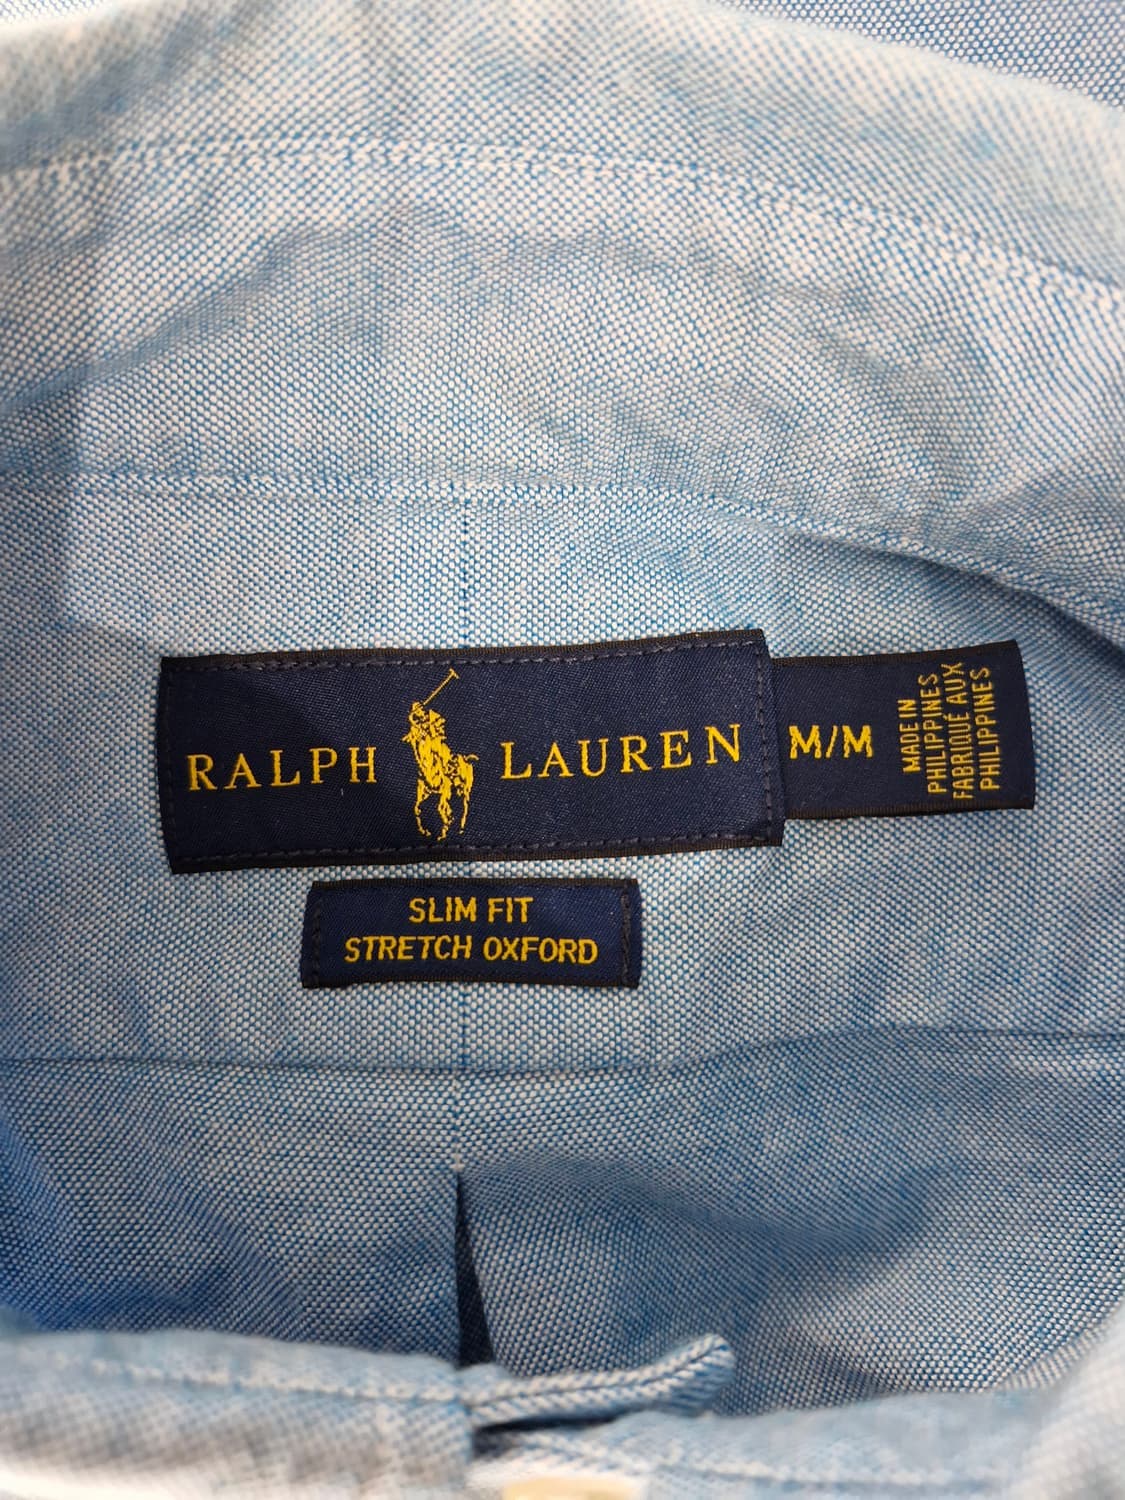 RALPH LAUREN
M/M
MADE IN
PHILIPPINES
FABRIQUÉ AUX
PHILIPPINES
SLIM FIT
STRETCH OXFORD